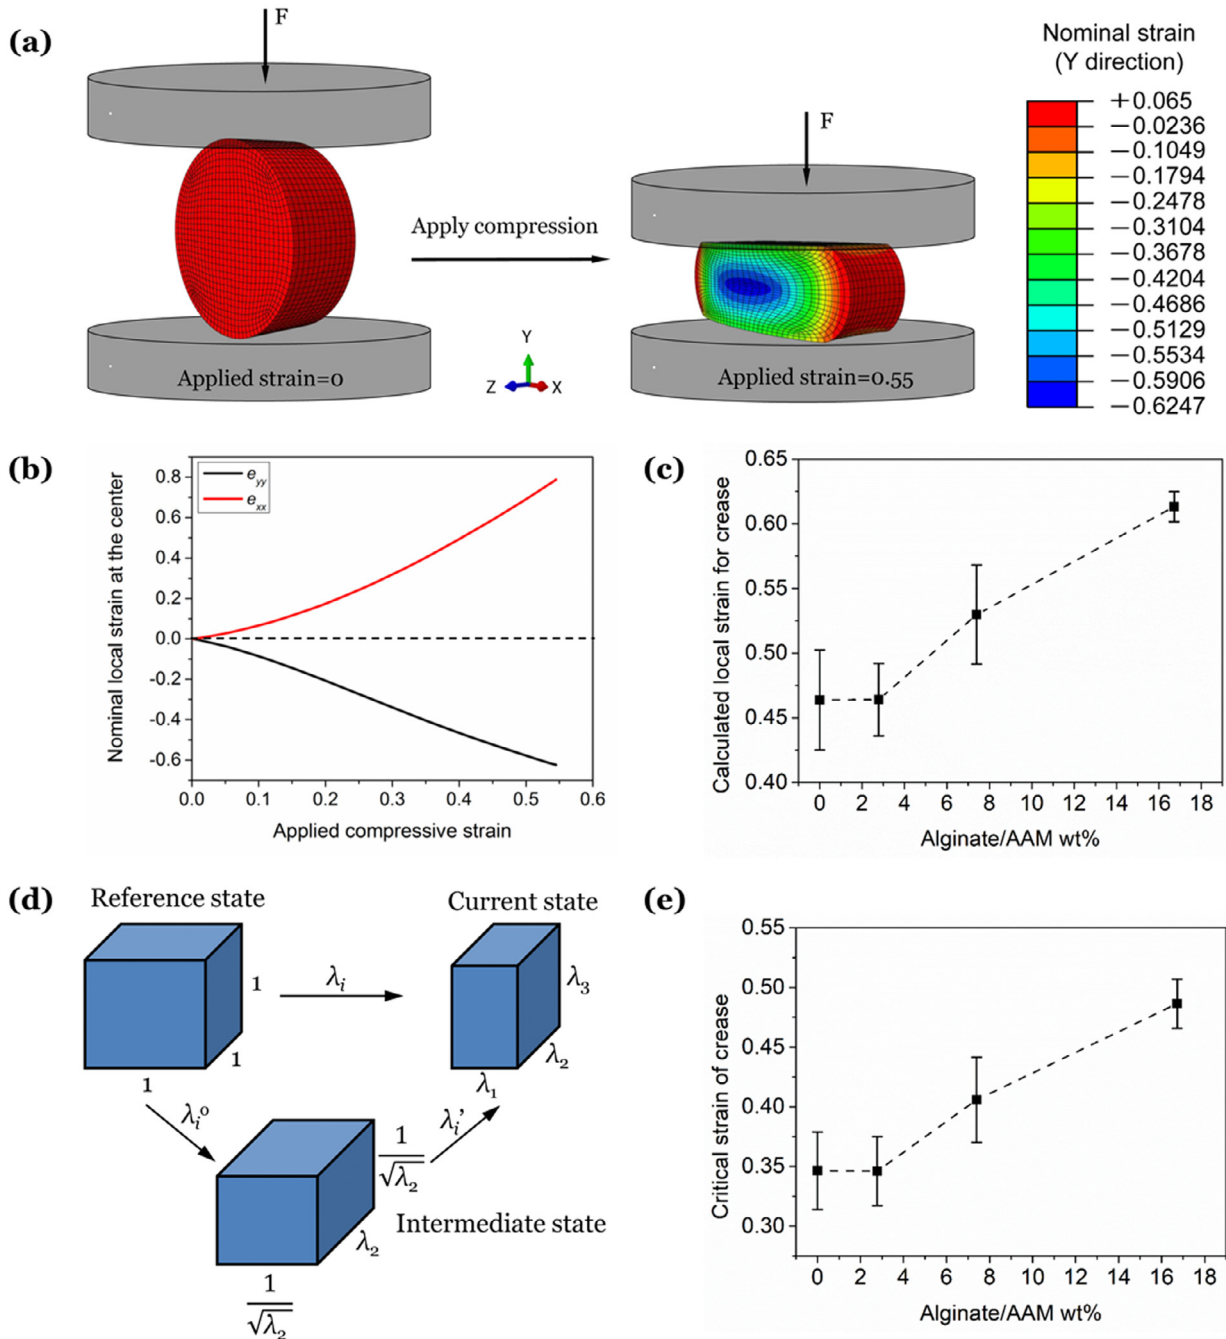 (a)
F
Applied strain=0
Apply compression
Y
Z
X
F
Applied strain=0.55
Nominal strain
(Y direction)
+0.065
−0.0236
−0.1049
−0.1794
−0.2478
−0.3104
−0.3678
−0.4204
−0.4686
−0.5129
−0.5534
−0.5906
−0.6247
(b)
Nominal local strain at the center
0.8
0.6
0.4
0.2
0.0
-0.2
-0.4
-0.6
e_yy
e_xx
0.0 0.1 0.2 0.3 0.4 0.5 0.6
Applied compressive strain
(c)
Calculated local strain for crease
0.65
0.60
0.55
0.50
0.45
0.40
0 2 4 6 8 10 12 14 16 18
Alginate/AAM wt%
(d)
Reference state
1
1
1
λ_i
Current state
λ_3
λ_2
λ_1
λ_i^o
λ_i'
1/√λ_2
Intermediate state
λ_2
1/√λ_2
(e)
Critical strain of crease
0.55
0.50
0.45
0.40
0.35
0.30
0 2 4 6 8 10 12 14 16 18
Alginate/AAM wt%